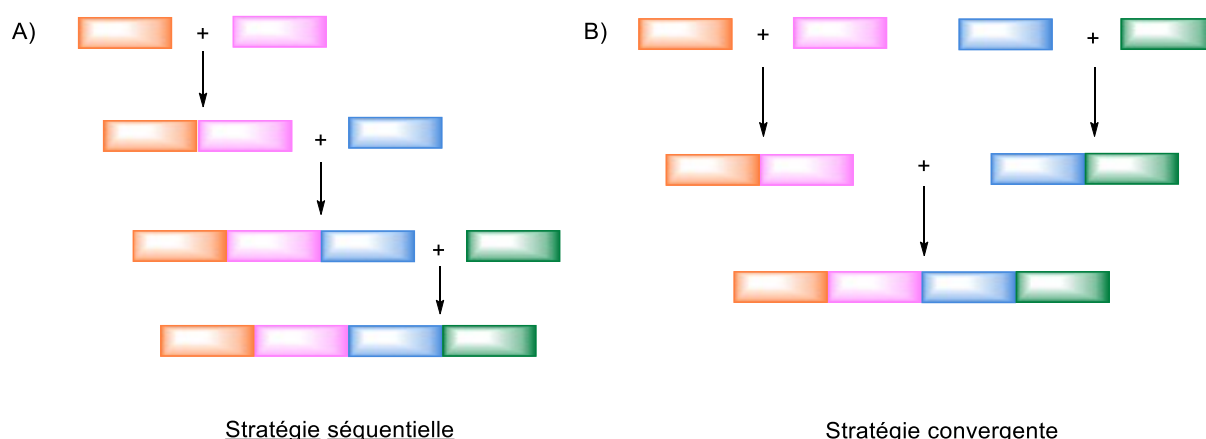 A)
+
+
+
Stratégie séquentielle
B)
+
+
+
Stratégie convergente